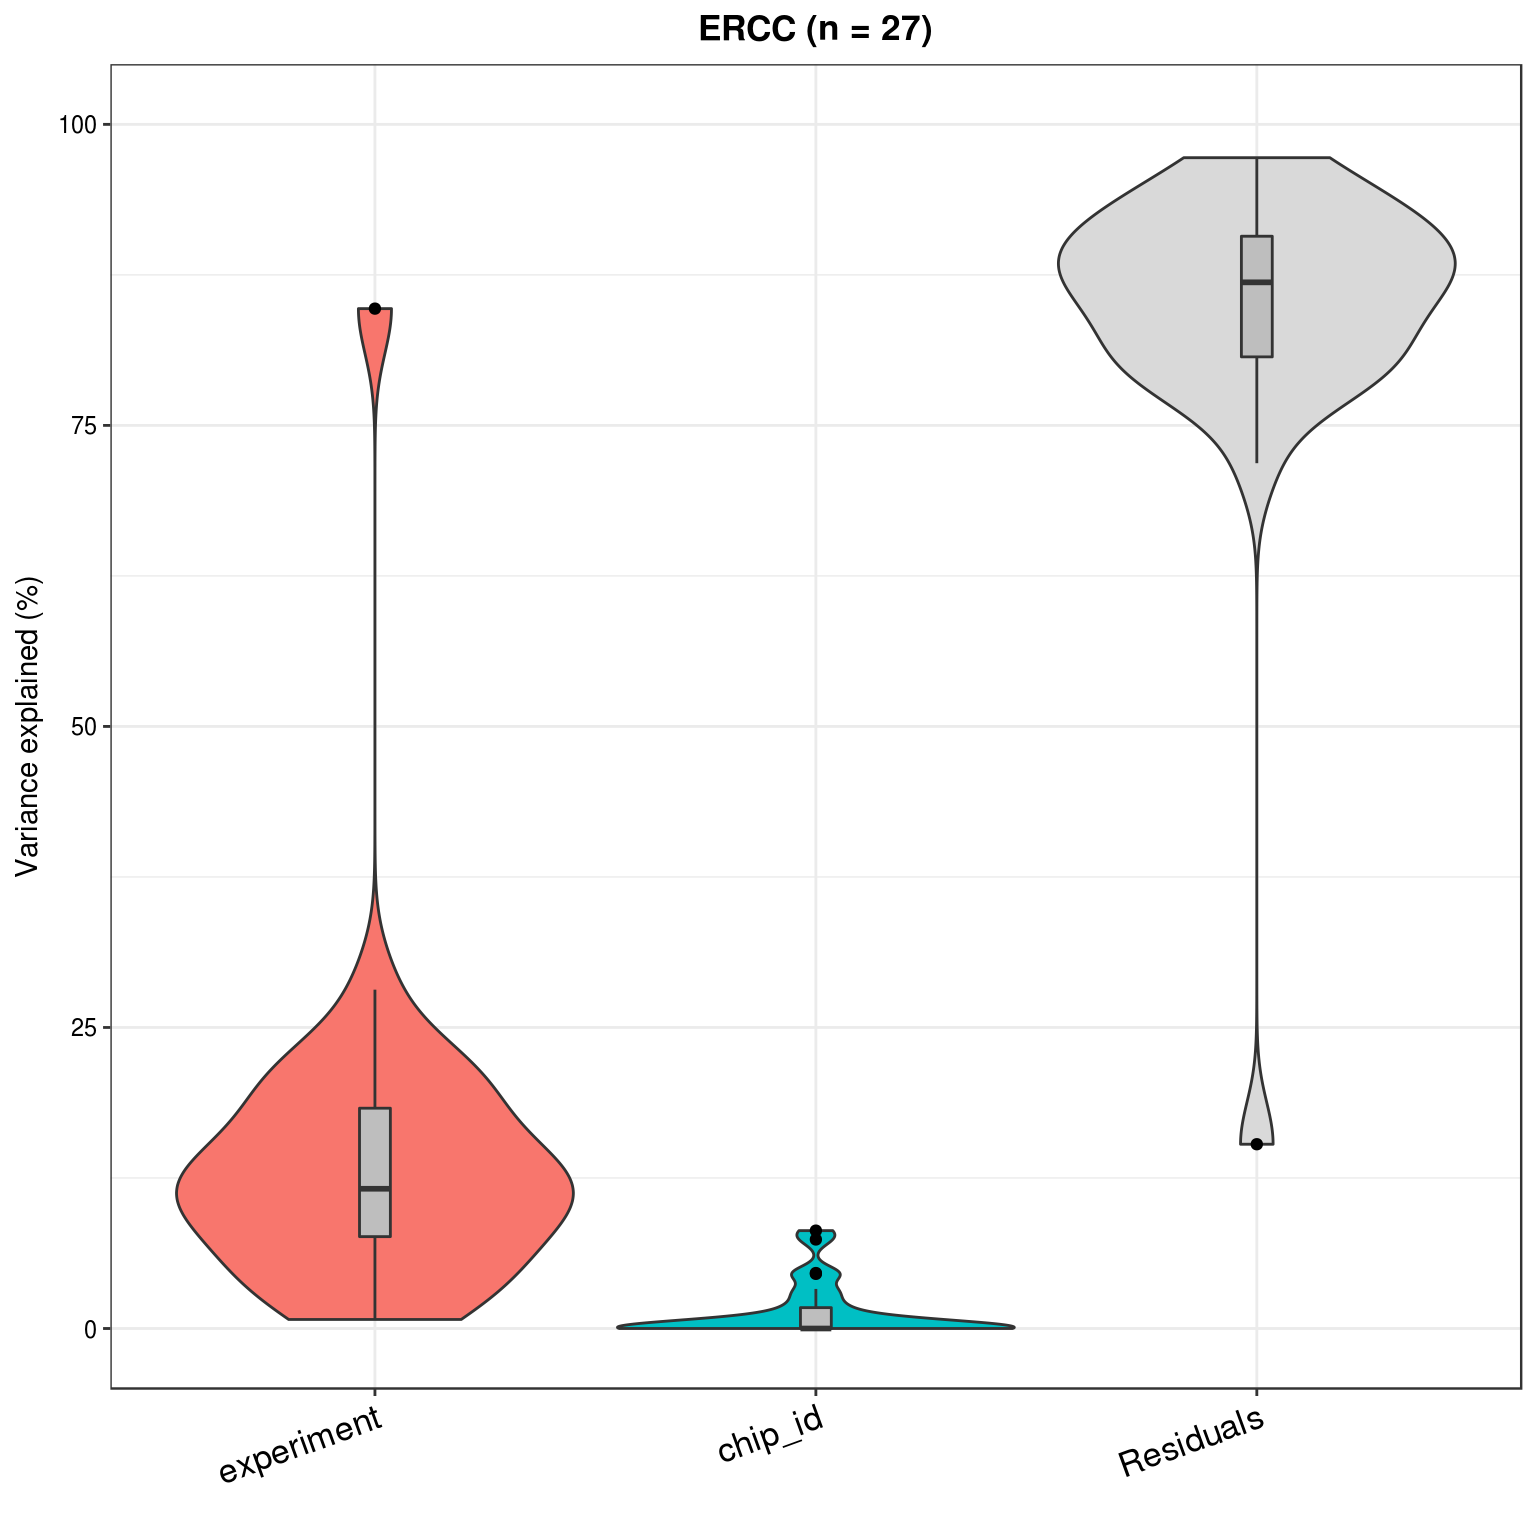 ERCC (n = 27)
Variance explained (%)
100
75
50
25
0
experiment
chip_id
Residuals